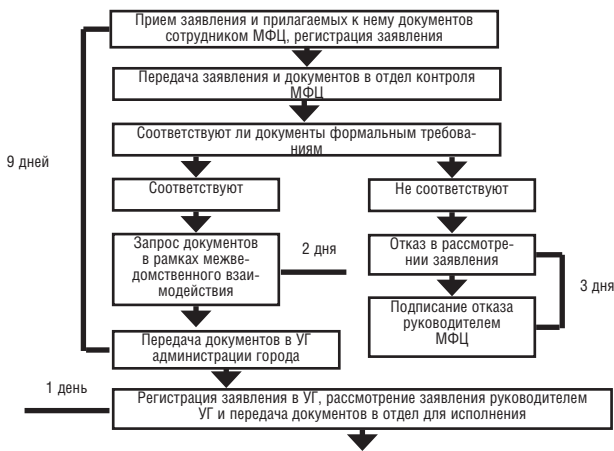 Прием заявления и прилагаемых к нему документов
сотрудником МФЦ, регистрация заявления
Передача заявления и документов в отдел контроля
МФЦ
Соответствуют ли документы формальным требова-
ниям
9 дней
Соответствуют
Не соответствуют
Запрос документов
в рамках межве-
домственного взаи-
модействия
2 дня
Отказ в рассмотре-
нии заявления
3 дня
Подписание отказа
руководителем
МФЦ
Передача документов в УГ
администрации города
1 день
Регистрация заявления в УГ, рассмотрение заявления руководителем
УГ и передача документов в отдел для исполнения